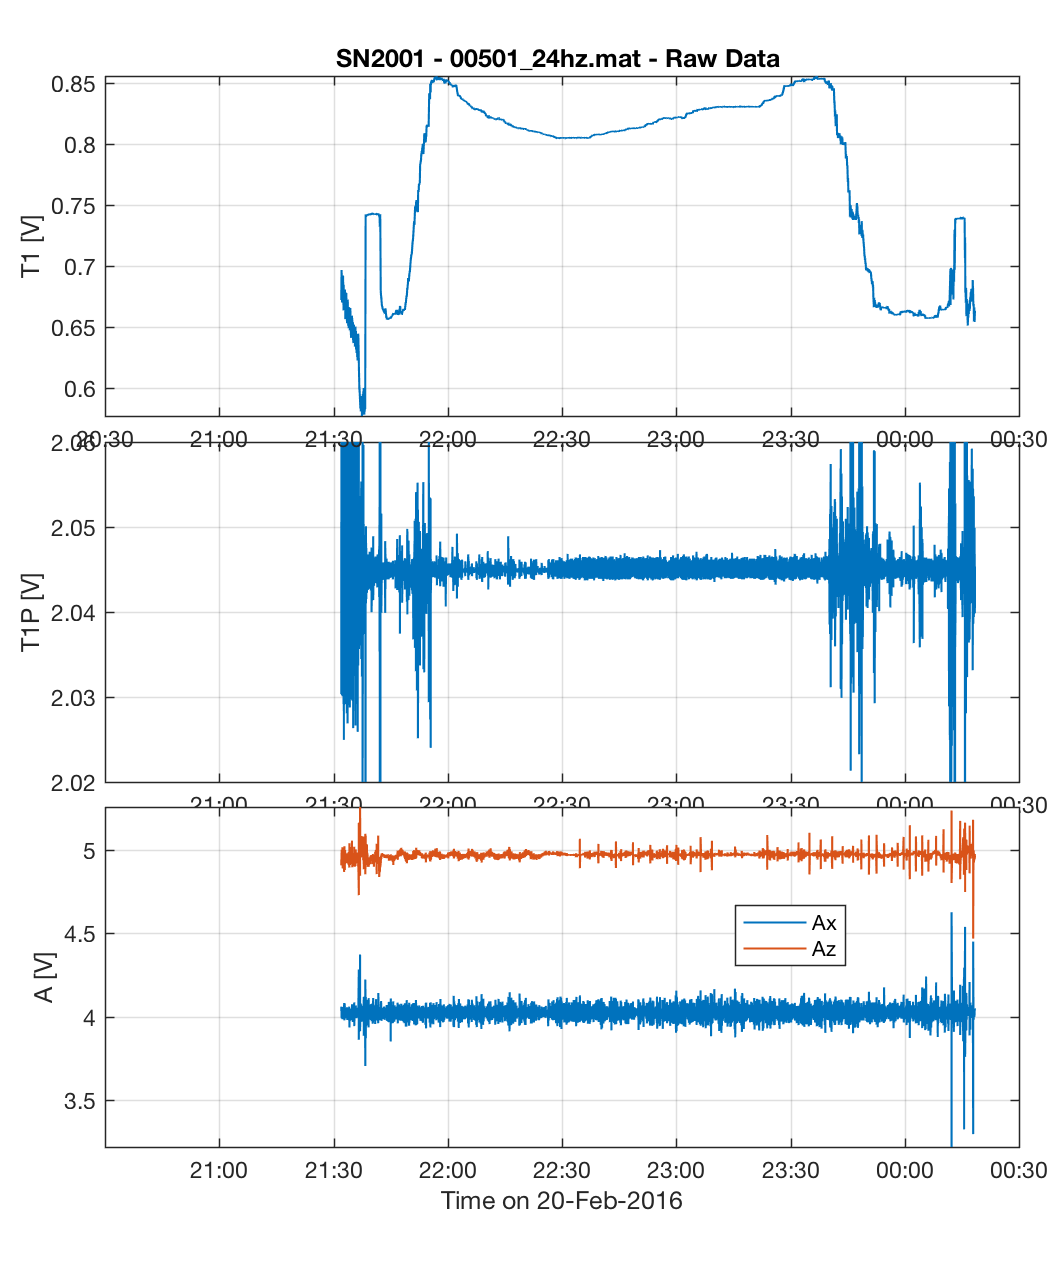 SN2001 - 00501_24hz.mat - Raw Data
0.85
0.8
0.75
0.7
0.65
0.6
T1 [V]
20:30 21:00 21:30 22:00 22:30 23:00 23:30 00:00 00:30
2.06
2.05
2.04
2.03
2.02
T1P [V]
21:00 21:30 22:00 22:30 23:00 23:30 00:00 00:30
5
4.5
4
3.5
A [V]
Ax
Az
21:00 21:30 22:00 22:30 23:00 23:30 00:00 00:30
Time on 20-Feb-2016